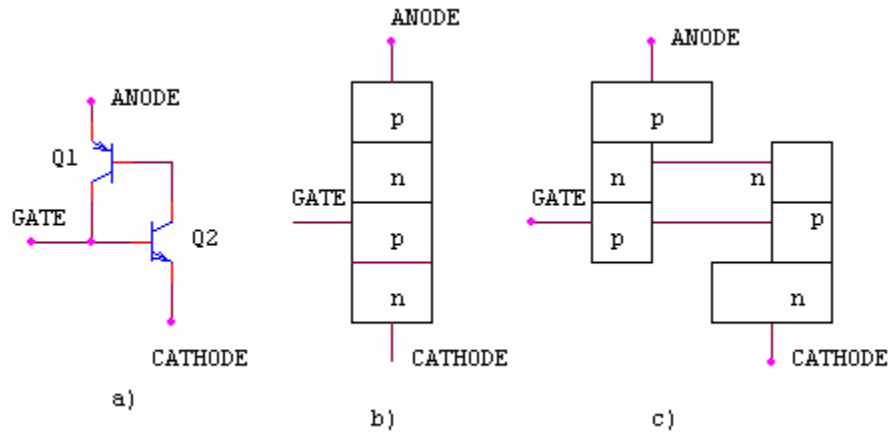 ANODE
Q1
GATE
Q2
CATHODE
a)
ANODE
p
n
GATE
p
n
CATHODE
b)
ANODE
p
n
n
GATE
p
p
n
CATHODE
c)